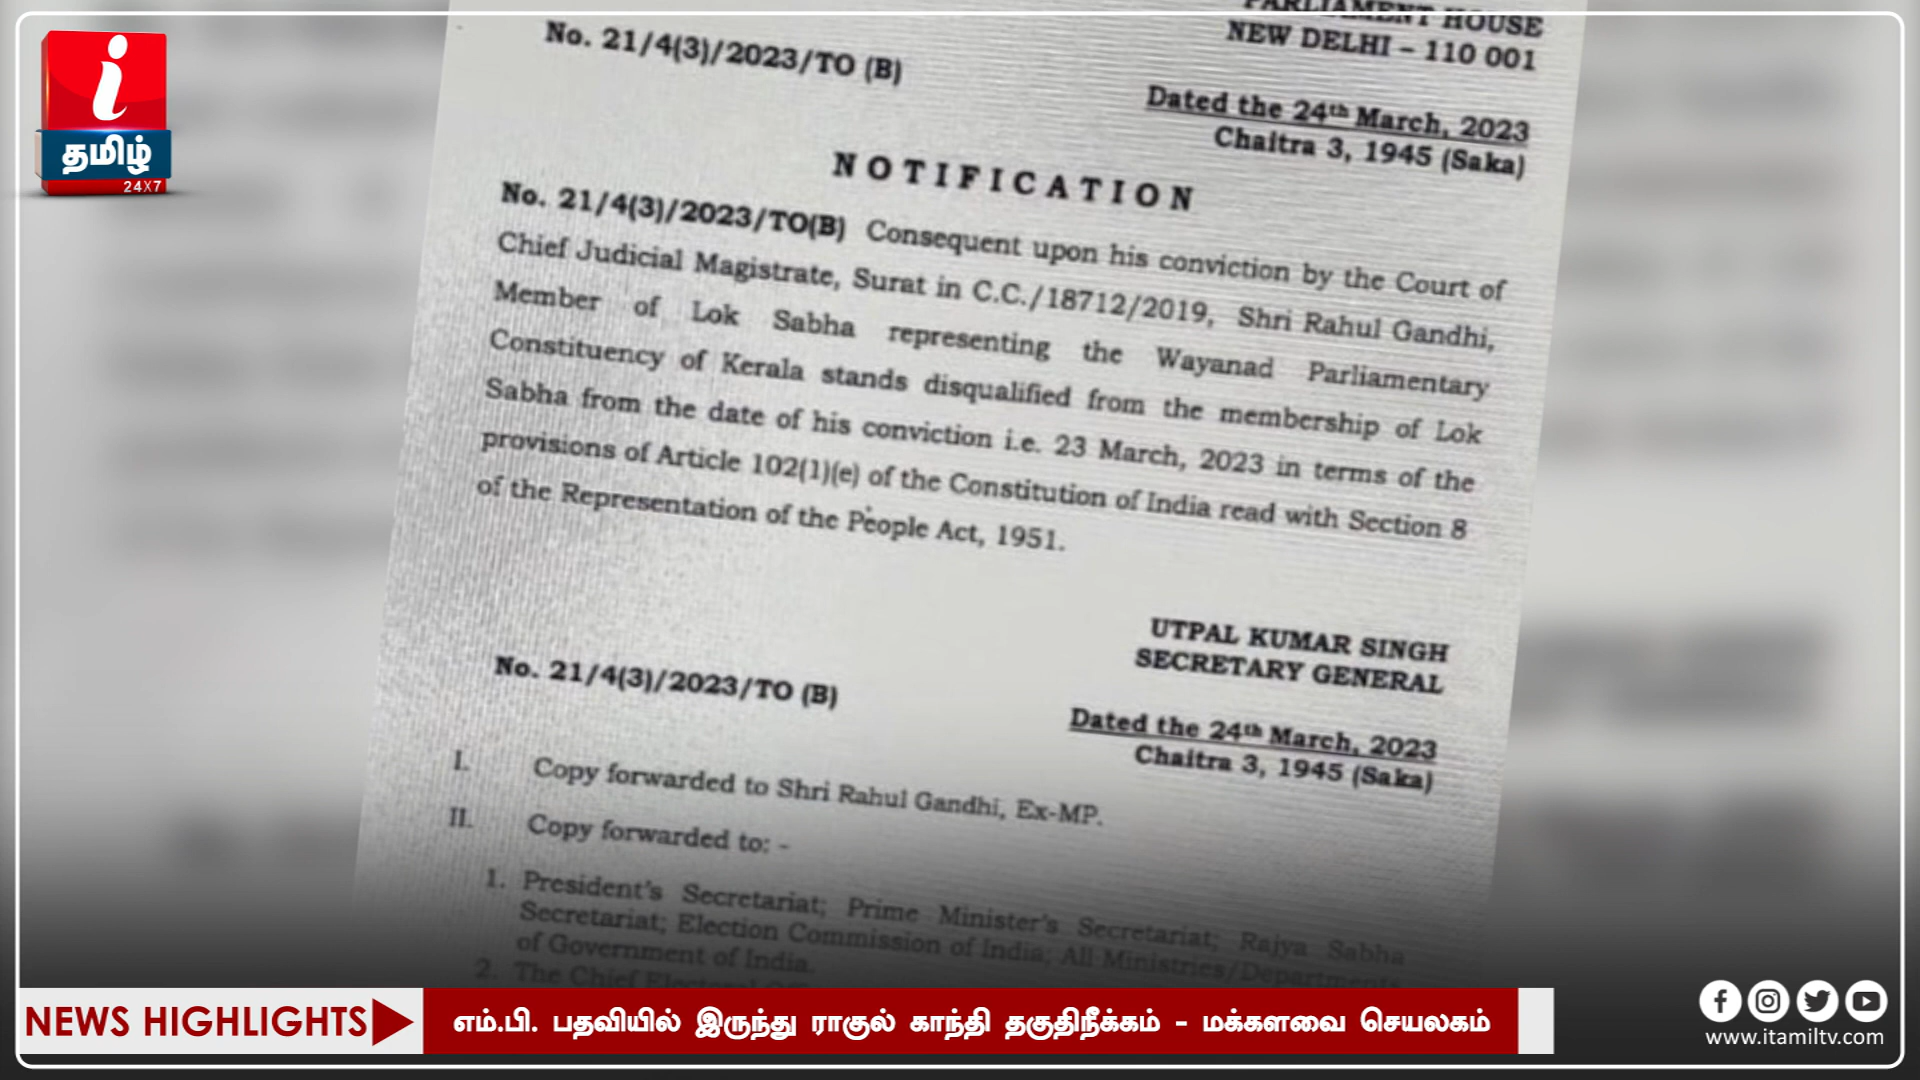 PARLIAMENT HOUSE
No. 21/4(3)/2023/TO (B)
NEW DELHI – 110 001
Dated the 24th March, 2023
Chaitra 3, 1945 (Saka)
NOTIFICATION
No. 21/4(3)/2023/TO(B) Consequent upon his conviction by the Court of
Chief Judicial Magistrate, Surat in C.C./18712/2019, Shri Rahul Gandhi,
Member of Lok Sabha representing the Wayanad Parliamentary
Constituency of Kerala stands disqualified from the membership of Lok
Sabha from the date of his conviction i.e. 23 March, 2023 in terms of the
provisions of Article 102(1)(e) of the Constitution of India read with Section 8
of the Representation of the People Act, 1951.
UTPAL KUMAR SINGH
SECRETARY GENERAL
No. 21/4(3)/2023/TO (B)
Dated the 24th March, 2023
Chaitra 3, 1945 (Saka)
I. Copy forwarded to Shri Rahul Gandhi, Ex-MP.
II. Copy forwarded to: -
1. President's Secretariat; Prime Minister's Secretariat; Rajya Sabha
Secretariat; Election Commission of India; All Ministries/Departments
of Government of India.
2. The Chief Electoral
i
தமிழ்
24X7
NEWS HIGHLIGHTS
எம்.பி. பதவியில் இருந்து ராகுல் காந்தி தகுதிநீக்கம் - மக்களவை செயலகம்
www.itamiltv.com